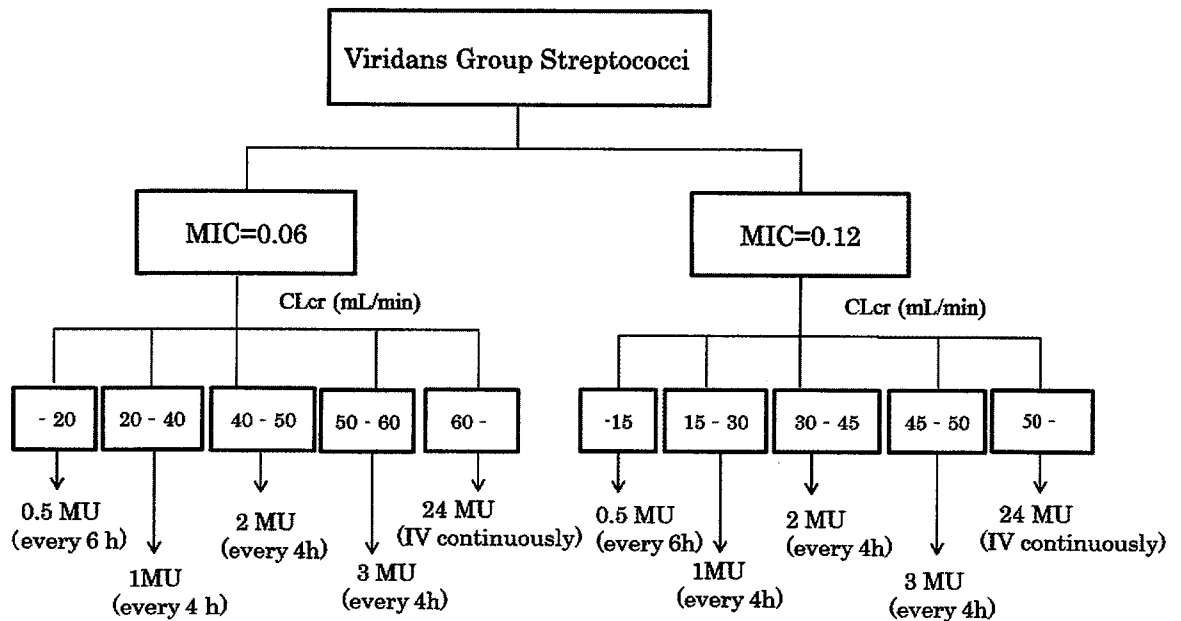 Viridans Group Streptococci
MIC=0.06
MIC=0.12
CLcr (mL/min)
CLcr (mL/min)
- 20
20 - 40
40 - 50
50 - 60
60 -
-15
15 - 30
30 - 45
45 - 50
50 -
0.5 MU
(every 6 h)
1MU
(every 4 h)
2 MU
(every 4h)
3 MU
(every 4h)
24 MU
(IV continuously)
0.5 MU
(every 6h)
1MU
(every 4h)
2 MU
(every 4h)
3 MU
(every 4h)
24 MU
(IV continuously)